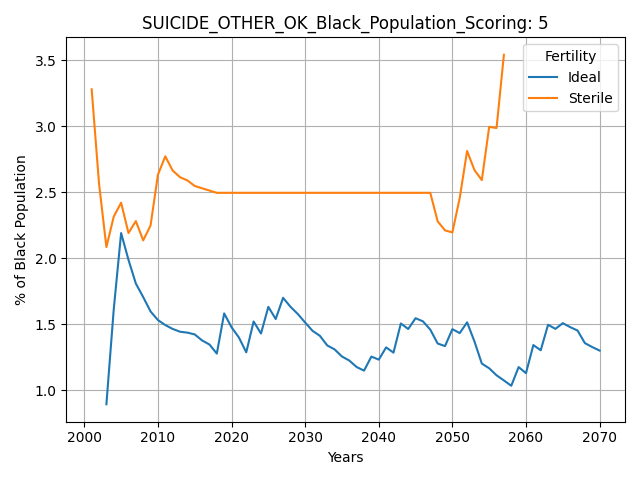 SUICIDE_OTHER_OK_Black_Population_Scoring: 5
Fertility
Ideal
Sterile
% of Black Population
3.5
3.0
2.5
2.0
1.5
1.0
2000 2010 2020 2030 2040 2050 2060 2070
Years